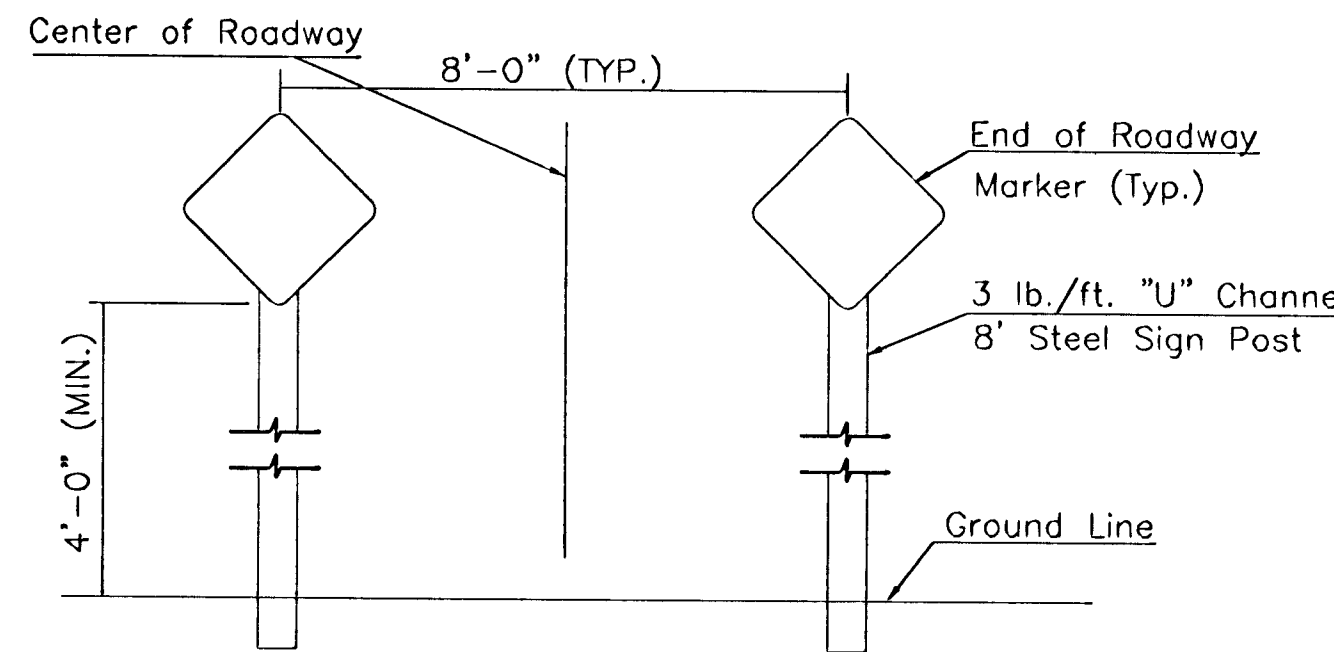 Center of Roadway
8'-0" (TYP.)
End of Roadway
Marker (Typ.)
3 lb./ft. "U" Channe
8' Steel Sign Post
4'-0" (MIN.)
Ground Line